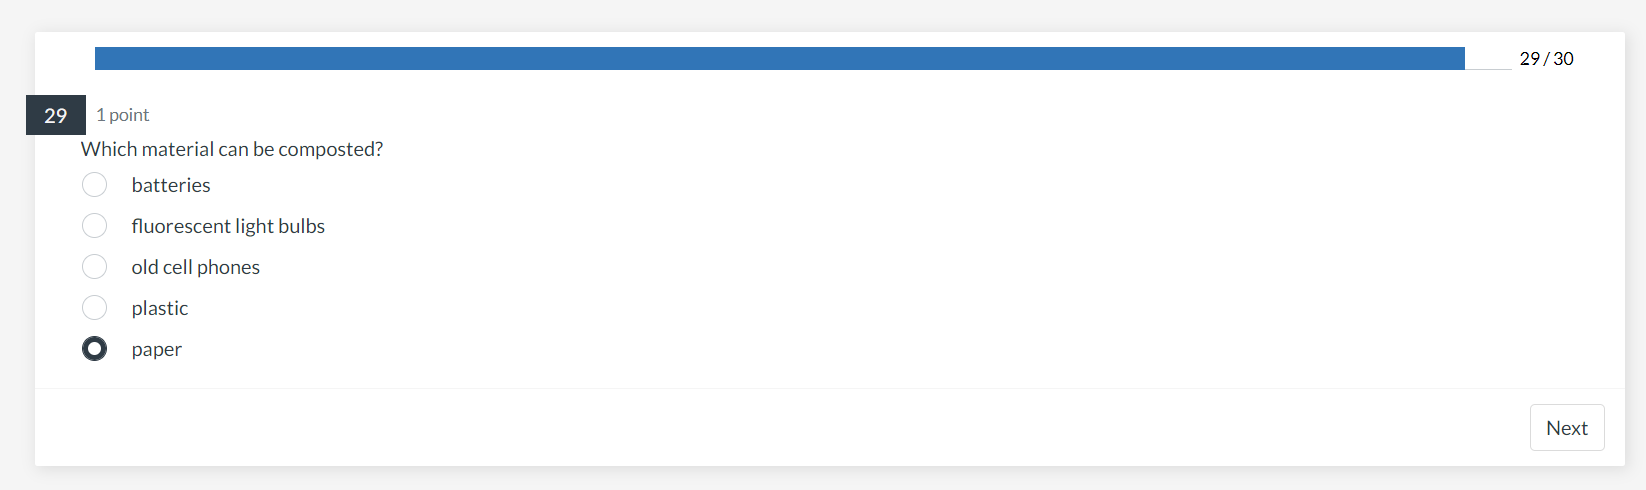 29 / 30
29 1 point
Which material can be composted?
batteries
fluorescent light bulbs
old cell phones
plastic
paper
Next